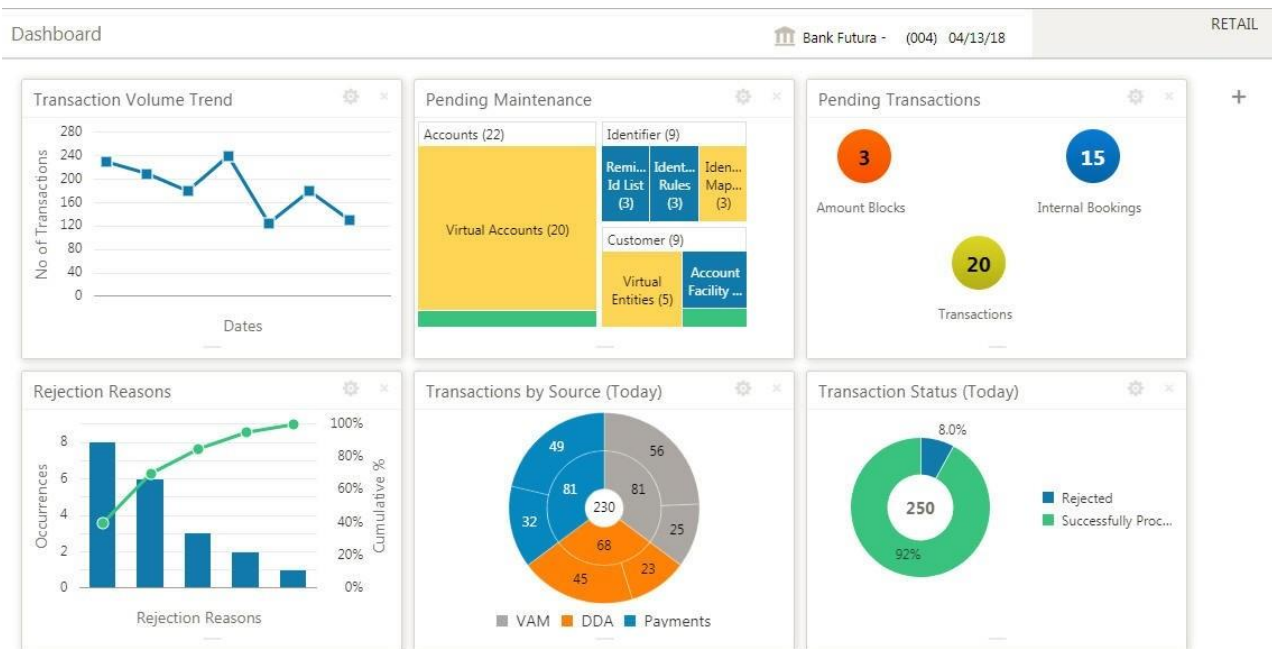 Dashboard
Bank Futura - (004) 04/13/18
RETAIL
Transaction Volume Trend
280
240
200
160
120
80
40
0
No of Transactions
Dates
Pending Maintenance
Accounts (22)
Virtual Accounts (20)
Identifier (9)
Remi...
Id List
(3)
Ident...
Rules
(3)
Iden...
Map...
(3)
Customer (9)
Virtual
Entities (5)
Account
Facility ...
Pending Transactions
3
Amount Blocks
15
Internal Bookings
20
Transactions
+
Rejection Reasons
8
6
4
2
0
Occurrences
100%
80%
60%
40%
20%
0%
Cumulative %
Rejection Reasons
Transactions by Source (Today)
49
56
81
81
230
32
25
68
45
23
VAM DDA Payments
Transaction Status (Today)
8.0%
250
92%
Rejected
Successfully Proc...